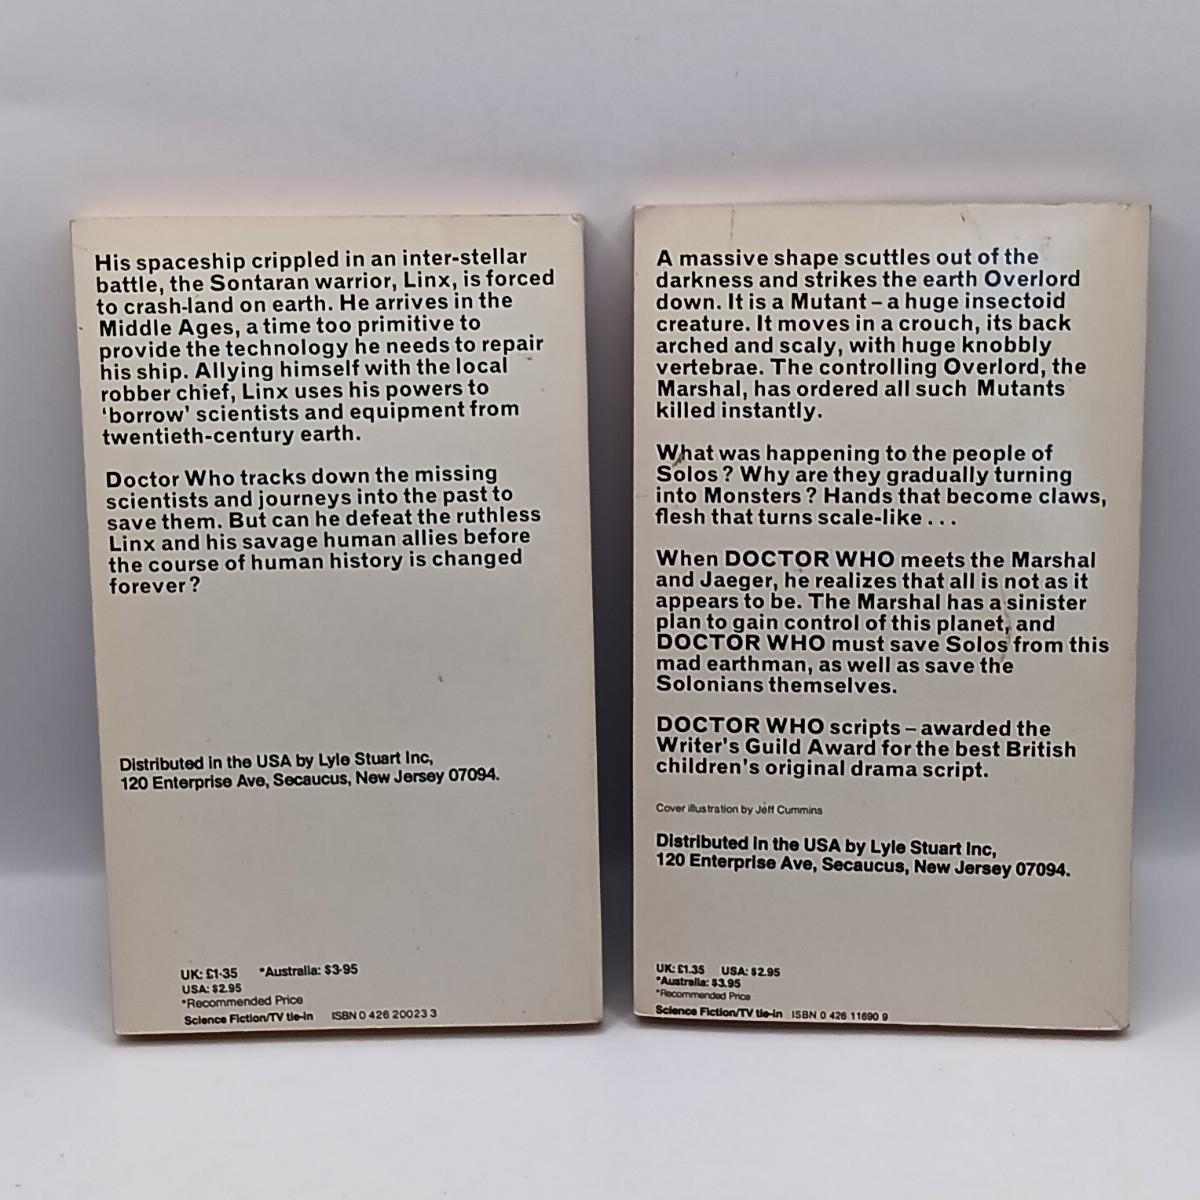 His spaceship crippled in an inter-stellar
battle, the Sontaran warrior, Linx, is forced
to crash-land on earth. He arrives in the
Middle Ages, a time too primitive to
provide the technology he needs to repair
his ship. Allying himself with the local
robber chief, Linx uses his powers to
‘borrow’ scientists and equipment from
twentieth-century earth.
Doctor Who tracks down the missing
scientists and journeys into the past to
save them. But can he defeat the ruthless
Linx and his savage human allies before
the course of human history is changed
forever?
Distributed in the USA by Lyle Stuart Inc,
120 Enterprise Ave, Secaucus, New Jersey 07094.
UK: £1·35 *Australia: $3·95
USA: $2.95
*Recommended Price
Science Fiction/TV tie-in ISBN 0 426 20023 3
A massive shape scuttles out of the
darkness and strikes the earth Overlord
down. It is a Mutant – a huge insectoid
creature. It moves in a crouch, its back
arched and scaly, with huge knobbly
vertebrae. The controlling Overlord, the
Marshal, has ordered all such Mutants
killed instantly.
What was happening to the people of
Solos? Why are they gradually turning
into Monsters? Hands that become claws,
flesh that turns scale-like . . .
When DOCTOR WHO meets the Marshal
and Jaeger, he realizes that all is not as it
appears to be. The Marshal has a sinister
plan to gain control of this planet, and
DOCTOR WHO must save Solos from this
mad earthman, as well as save the
Solonians themselves.
DOCTOR WHO scripts – awarded the
Writer's Guild Award for the best British
children's original drama script.
Cover illustration by Jeff Cummins
Distributed in the USA by Lyle Stuart Inc,
120 Enterprise Ave, Secaucus, New Jersey 07094.
UK: £1.35 USA: $2.95
*Australia: $3.95
*Recommended Price
Science Fiction/TV tie-in ISBN 0 426 11690 9